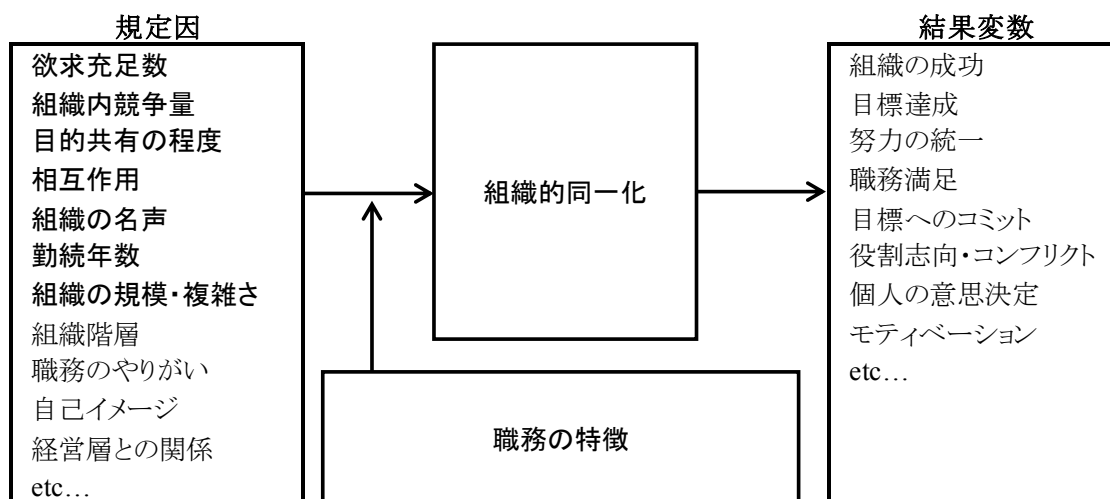 規定因
欲求充足数
組織内競争量
目的共有の程度
相互作用
組織の名声
勤続年数
組織の規模・複雑さ
組織階層
職務のやりがい
自己イメージ
経営層との関係
etc…
組織的同一化
職務の特徴
結果変数
組織の成功
目標達成
努力の統一
職務満足
目標へのコミット
役割志向・コンフリクト
個人の意思決定
モティベーション
etc…